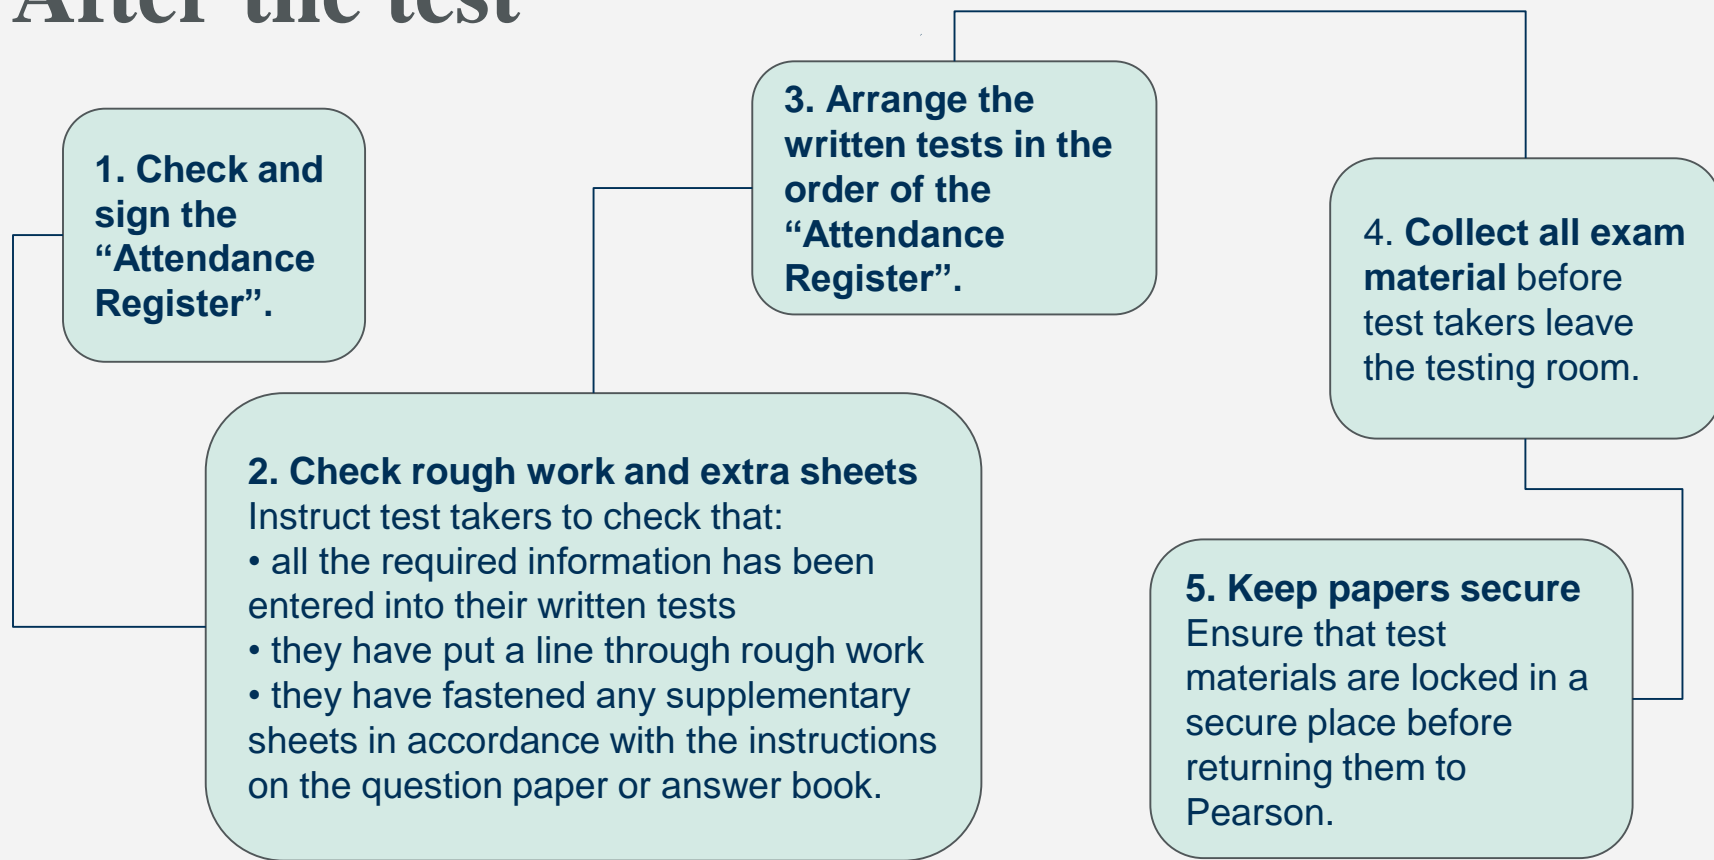 After the test
1. Check and
sign the
“Attendance
Register”.
2. Check rough work and extra sheets
Instruct test takers to check that:
• all the required information has been
entered into their written tests
• they have put a line through rough work
• they have fastened any supplementary
sheets in accordance with the instructions
on the question paper or answer book.
3. Arrange the
written tests in the
order of the
“Attendance
Register”.
4. Collect all exam
material before
test takers leave
the testing room.
5. Keep papers secure
Ensure that test
materials are locked in a
secure place before
returning them to
Pearson.